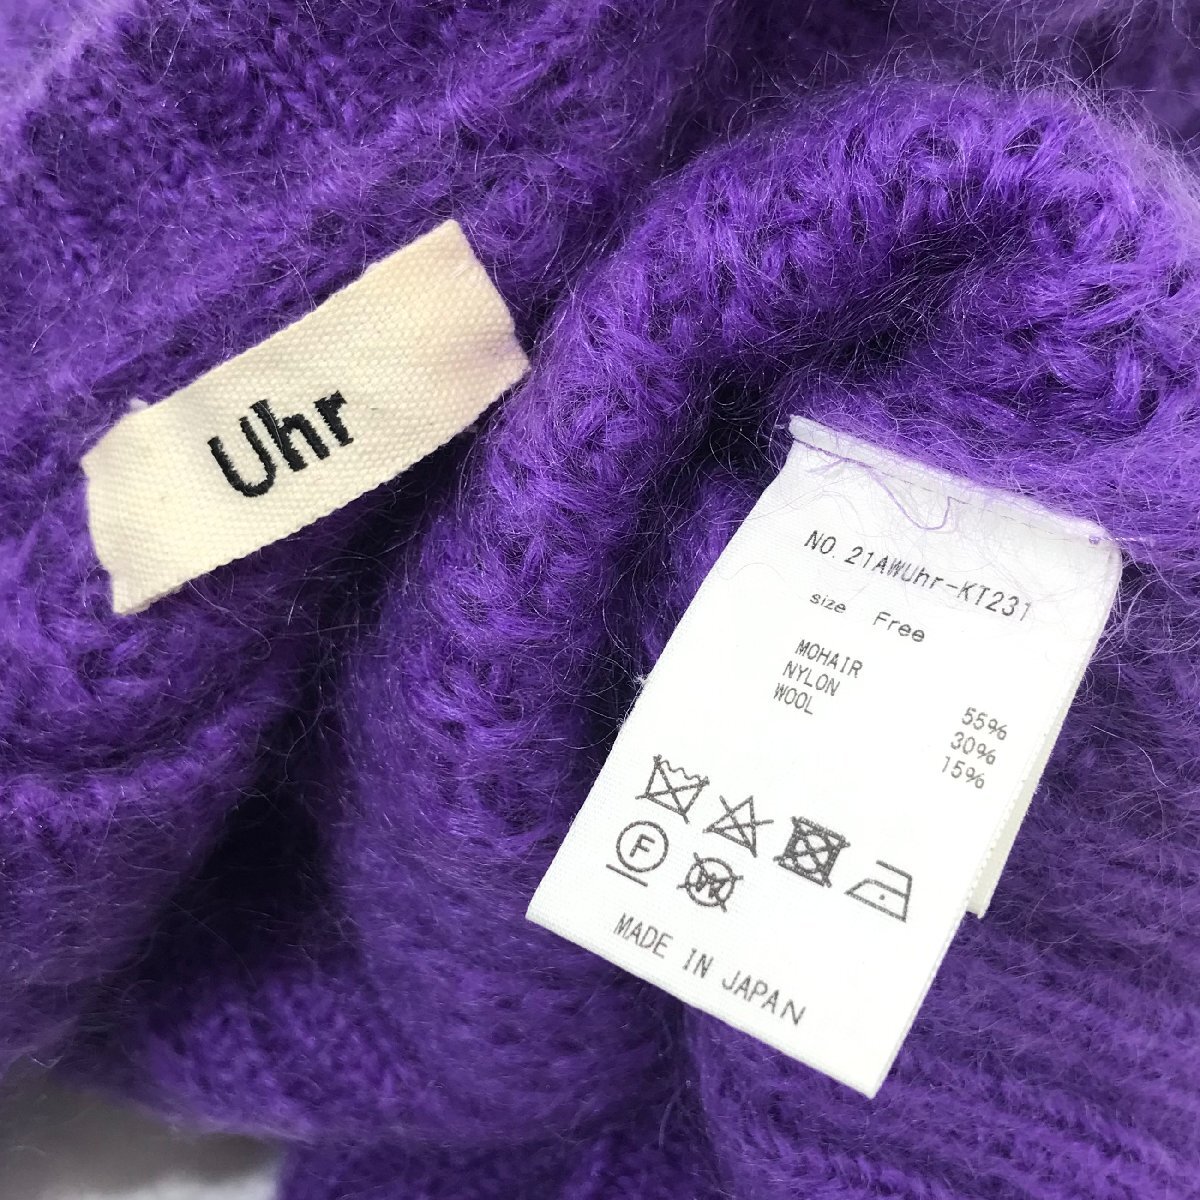 Uhr
NO.21AWUhr-KT231
size Free
MOHAIR 55%
NYLON 30%
WOOL 15%
F
W
MADE IN JAPAN